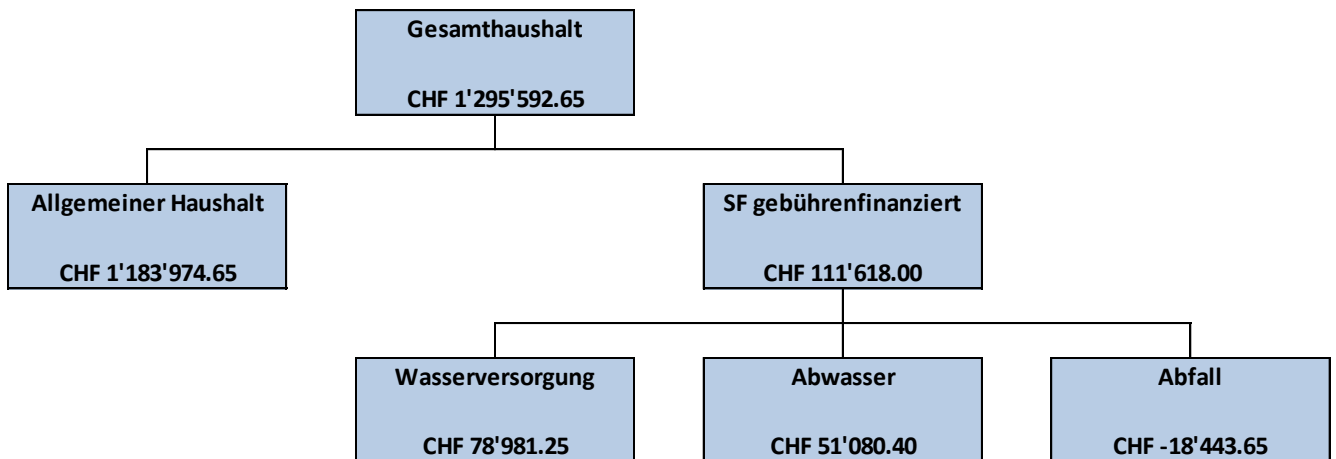 Gesamthaushalt
CHF 1'295'592.65
Allgemeiner Haushalt
CHF 1'183'974.65
SF gebührenfinanziert
CHF 111'618.00
Wasserversorgung
CHF 78'981.25
Abwasser
CHF 51'080.40
Abfall
CHF -18'443.65